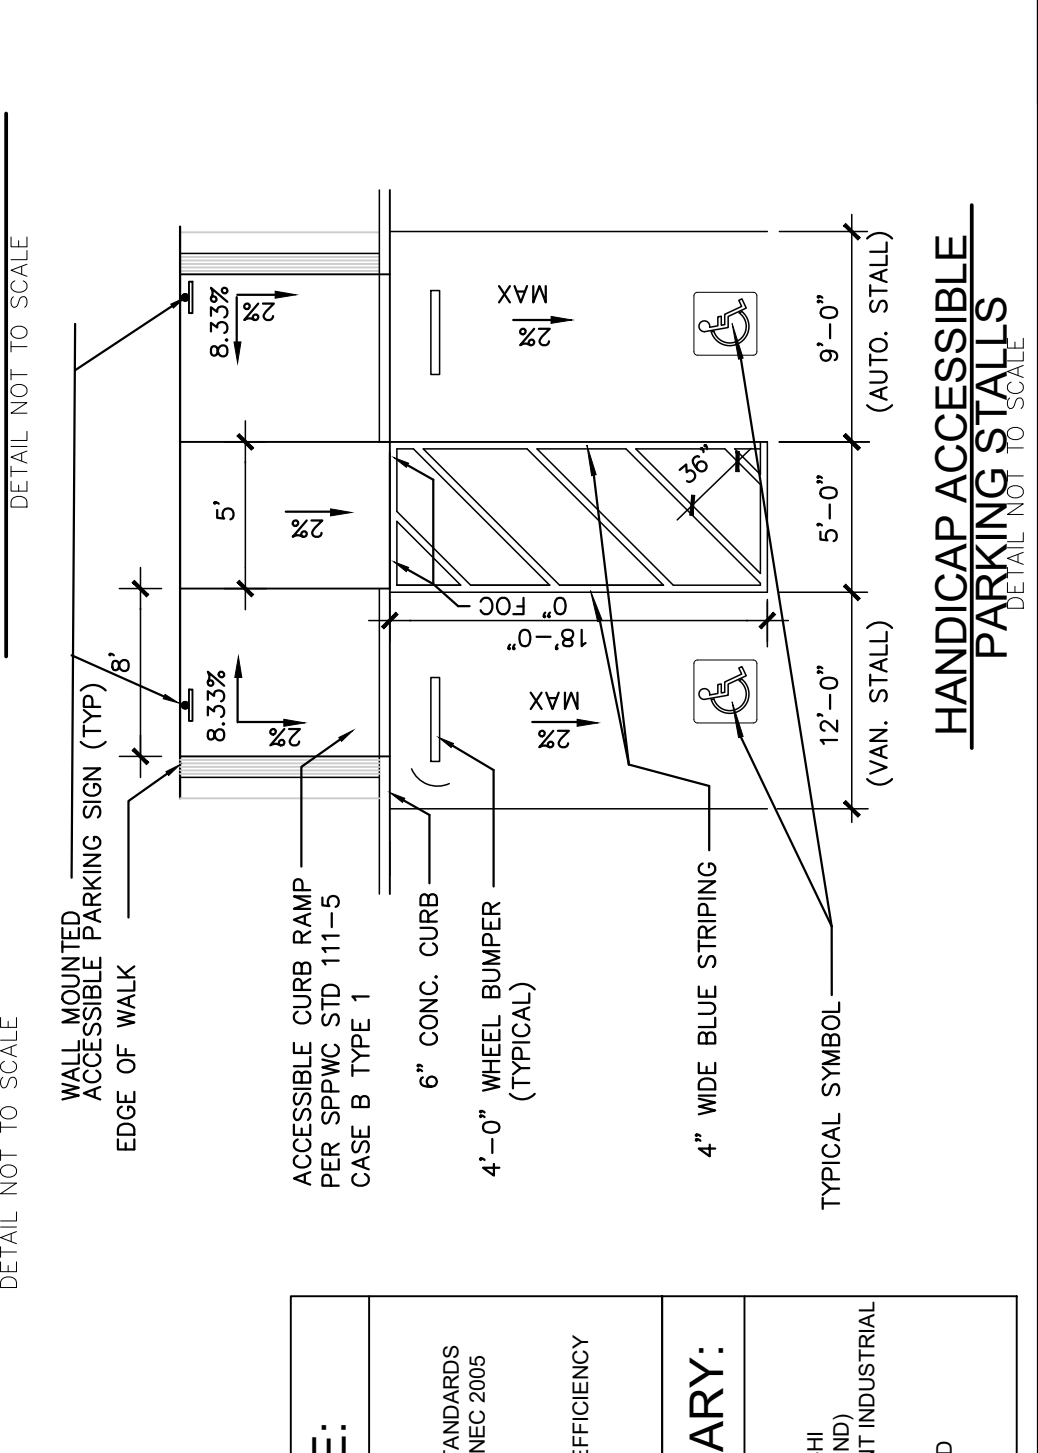 DETAIL NOT TO SCALE
DETAIL NOT TO SCALE
WALL MOUNTED
ACCESSIBLE PARKING SIGN (TYP)
EDGE OF WALK
8'
5'
8.33%
2%
2%
8.33%
2%
ACCESSIBLE CURB RAMP
PER SPPWC STD 111-5
CASE B TYPE 1
6" CONC. CURB
4'-0" WHEEL BUMPER
(TYPICAL)
0" FOC
18'-0"
2%
MAX
2%
MAX
36"
4" WIDE BLUE STRIPING
TYPICAL SYMBOL
12'-0"
5'-0"
9'-0"
(VAN. STALL)
(AUTO. STALL)
HANDICAP ACCESSIBLE
PARKING STALLS
DETAIL NOT TO SCALE
E:
TANDARDS
NEC 2005
EFFICIENCY
ARY:
HI
ND)
NT INDUSTRIAL
D